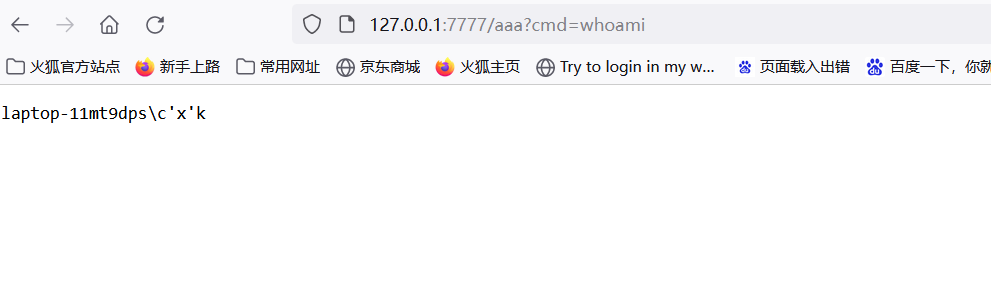 127.0.0.1:7777/aaa?cmd=whoami
火狐官方站点 新手上路 常用网址 京东商城 火狐主页 Try to login in my w... 页面载入出错 百度一下，你就
laptop-11mt9dps\c'x'k